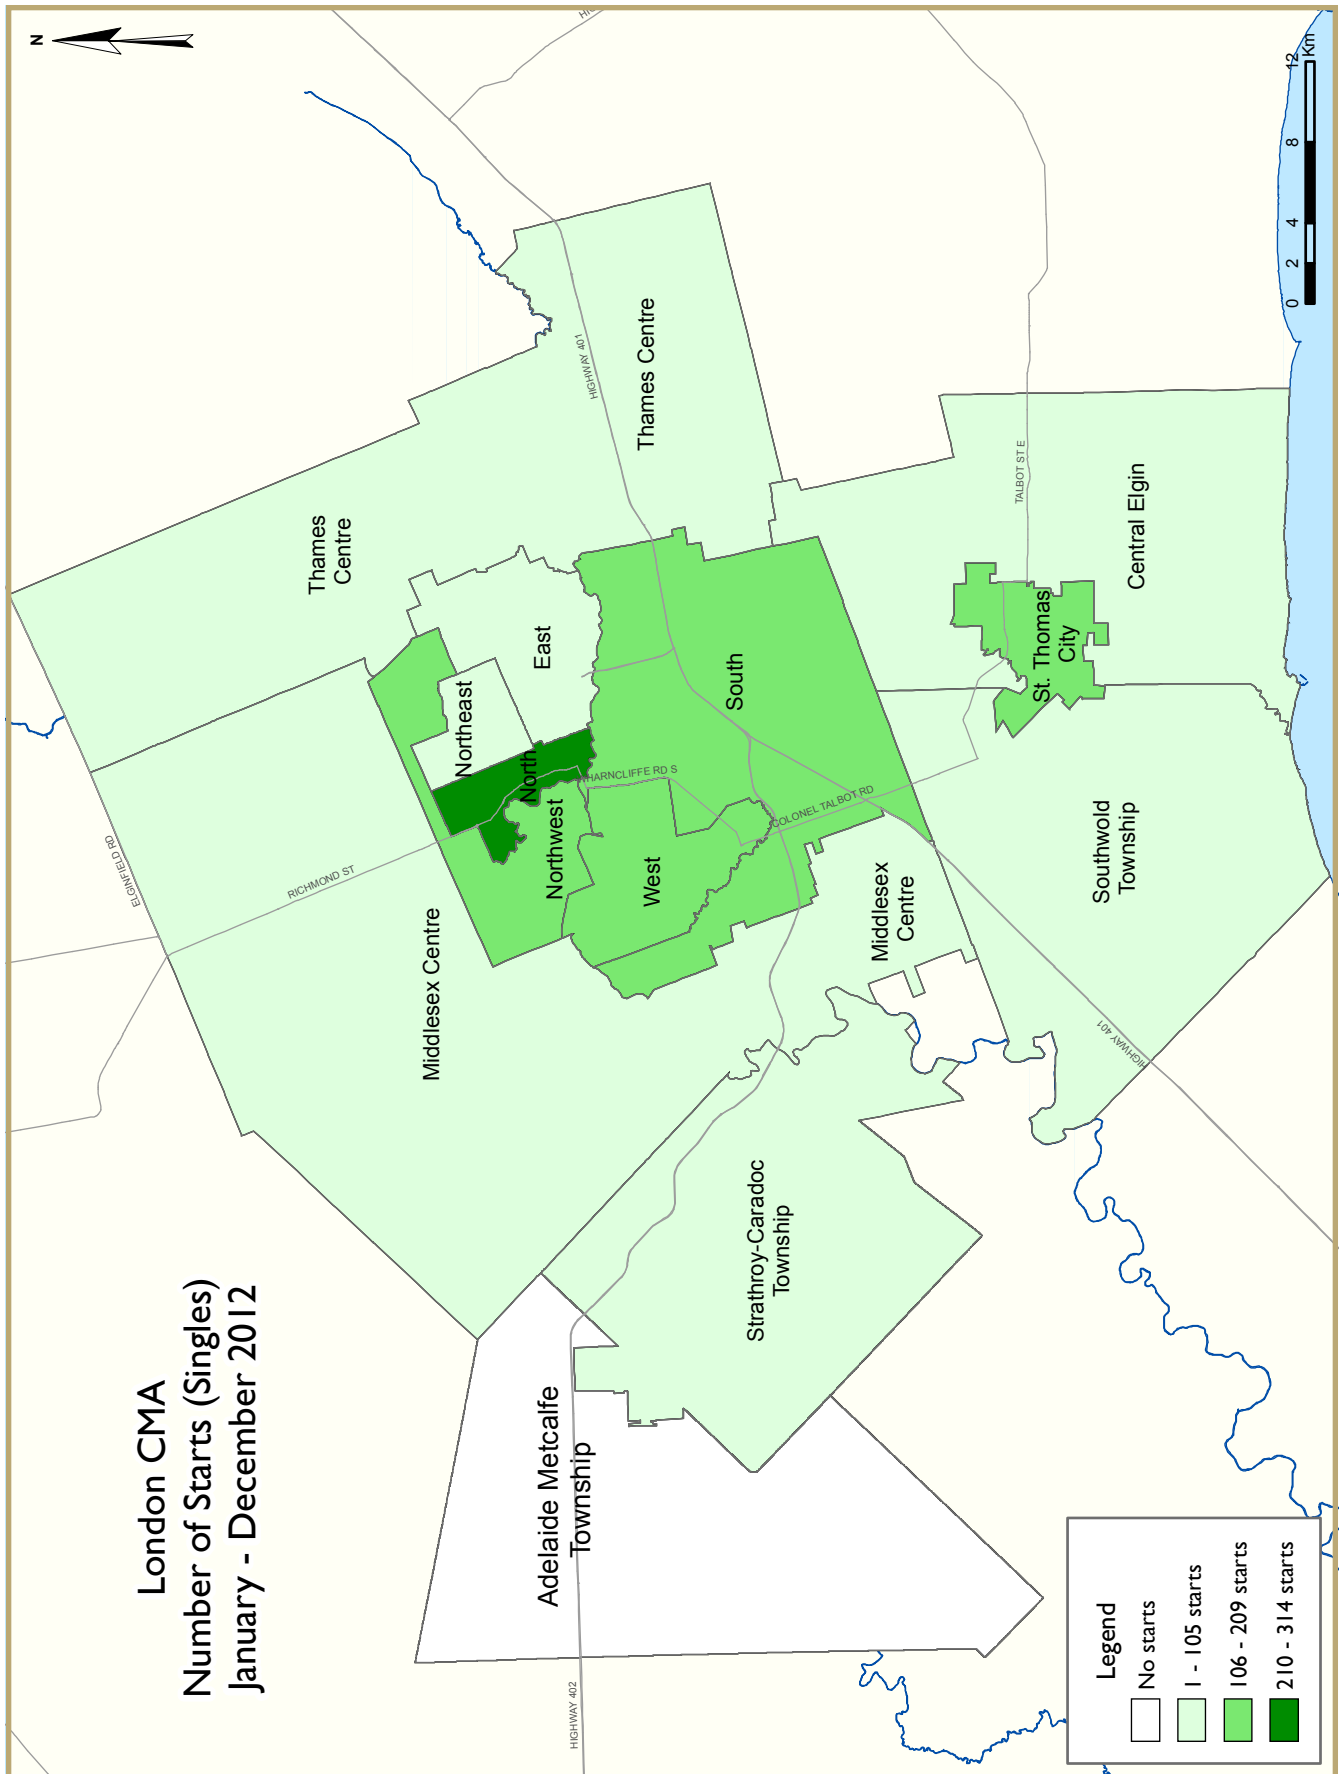 London CMA
Number of Starts (Singles)
January - December 2012
N
ELGINFIELD RD
RICHMOND ST
Thames
Centre
Middlesex Centre
Northeast
East
North
Northwest
HIGHWAY 401
Thames Centre
WHARNCLIFFE RD S
West
South
COLONEL TALBOT RD
Middlesex
Centre
Adelaide Metcalfe
Township
HIGHWAY 402
Strathroy-Caradoc
Township
TALBOT ST E
St. Thomas
City
Central Elgin
Southwold
Township
HIGHWAY 401
Legend
No starts
1 - 105 starts
106 - 209 starts
210 - 314 starts
0 2 4 8 12
Km